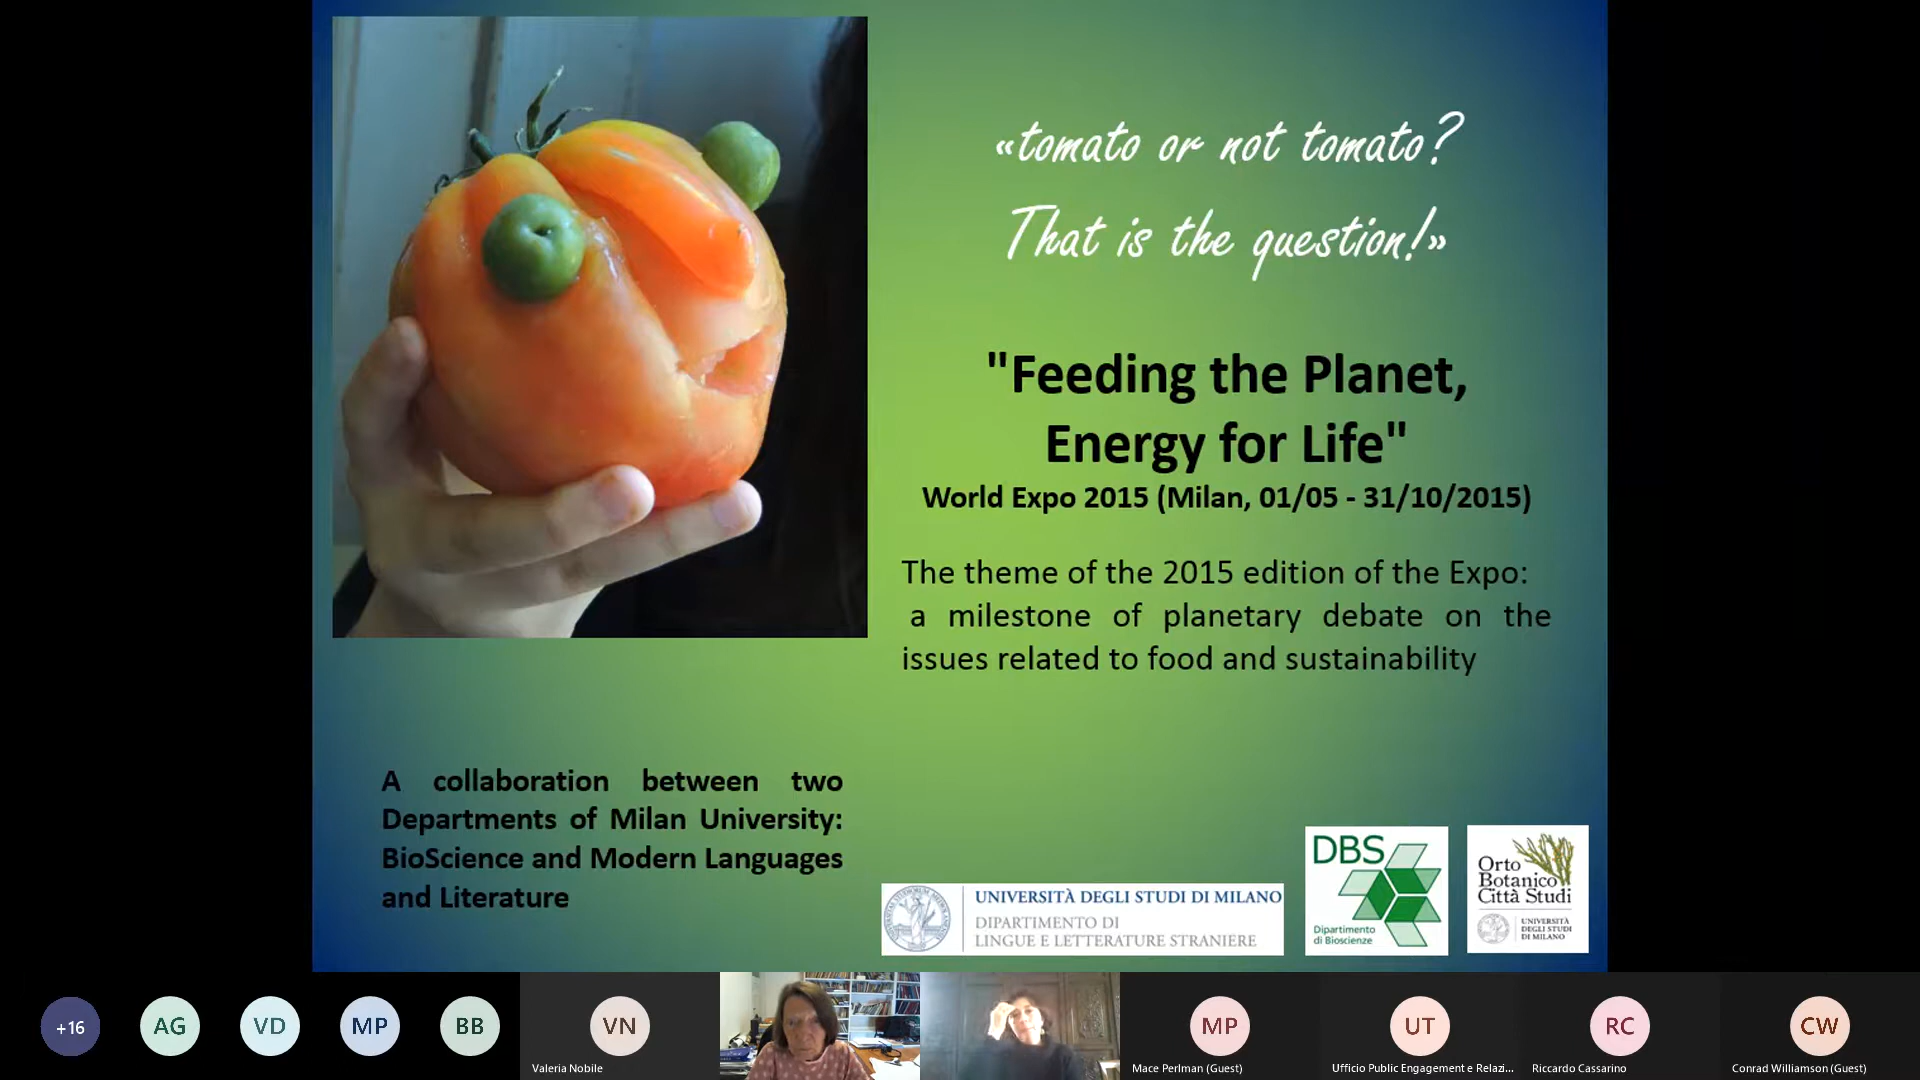 «tomato or not tomato?
That is the question!»
"Feeding the Planet,
Energy for Life"
World Expo 2015 (Milan, 01/05 - 31/10/2015)
The theme of the 2015 edition of the Expo:
a milestone of planetary debate on the
issues related to food and sustainability
A collaboration between two
Departments of Milan University:
BioScience and Modern Languages
and Literature
UNIVERSITÀ DEGLI STUDI DI MILANO
DIPARTIMENTO DI
LINGUE E LETTERATURE STRANIERE
DBS
Dipartimento
di Bioscienze
Orto
Botanico
Città Studi
UNIVERSITÀ
DEGLI STUDI
DI MILANO
+16
AG
VD
MP
BB
VN
Valeria Nobile
MP
Mace Perlman (Guest)
UT
Ufficio Public Engagement e Relazi...
RC
Riccardo Cassarino
CW
Conrad Williamson (Guest)